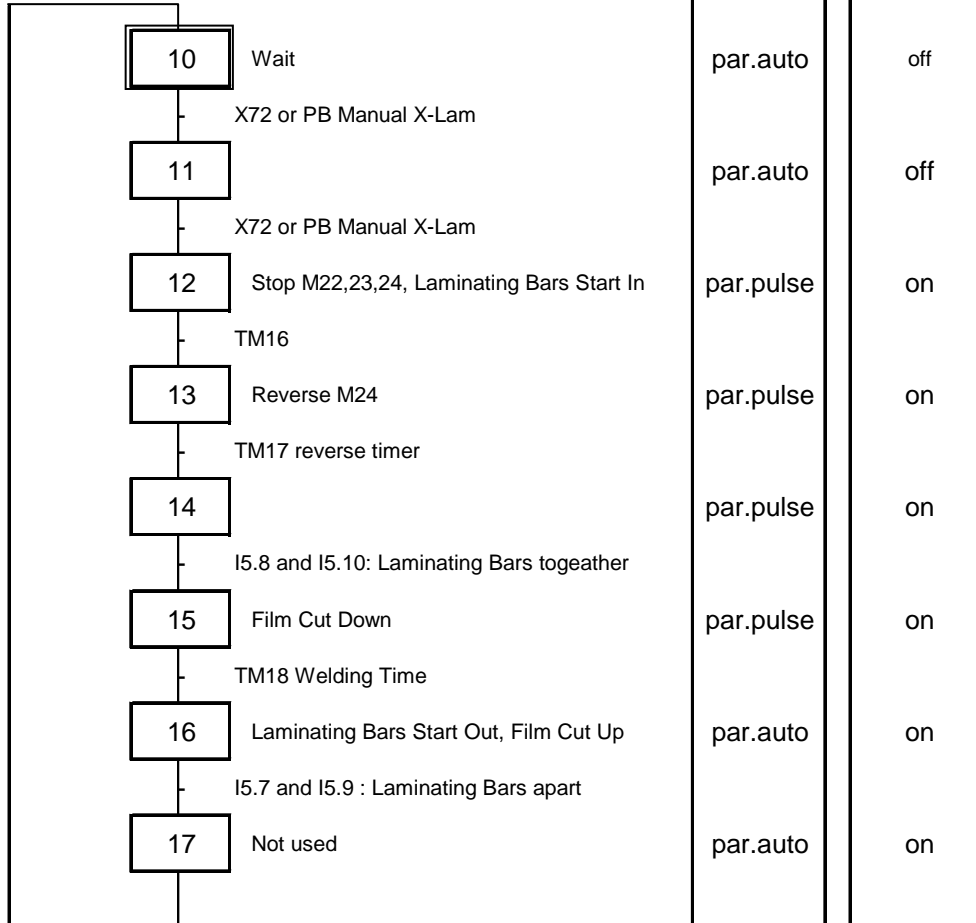 10 Wait par.auto off
X72 or PB Manual X-Lam
11 par.auto off
X72 or PB Manual X-Lam
12 Stop M22,23,24, Laminating Bars Start In par.pulse on
TM16
13 Reverse M24 par.pulse on
TM17 reverse timer
14 par.pulse on
I5.8 and I5.10: Laminating Bars togeather
15 Film Cut Down par.pulse on
TM18 Welding Time
16 Laminating Bars Start Out, Film Cut Up par.auto on
I5.7 and I5.9 : Laminating Bars apart
17 Not used par.auto on